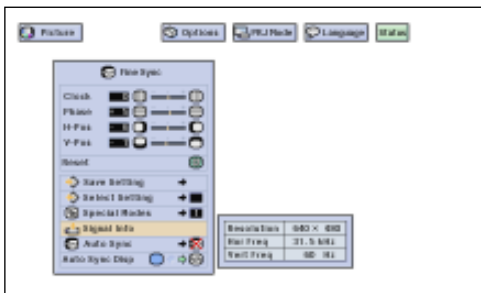 Picture
Options
PRJ Mode
Language
Status
Fine Sync
Clock
Phase
H-Pos
V-Pos
Reset
Save Setting
Select Setting
Special Modes
Signal Info
Auto Sync
Auto Sync Disp
Resolution 640 × 480
Hor Freq 31.5 kHz
Vert Freq 60 Hz